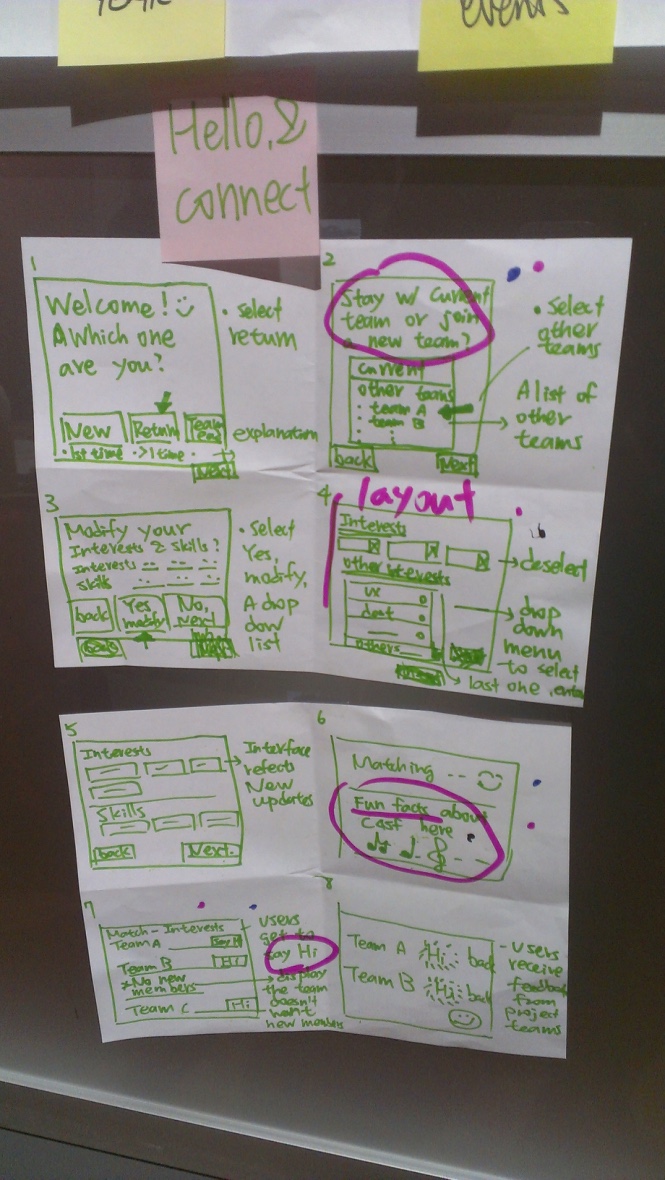 events
Hello, &
connect
1
Welcome!
A Which one
are you?
New
Return
Team
• 1st time • >1 time •
Next
• select
return
explanation
2
Stay w/ Current
team or join
a new team?
Current
other teams
: team A
: team B
back
Next
• Select
other
teams
A list of
other
teams
3
Modify your
Interests & Skills?
Interests
Skills
back
Yes
modify
No,
Next
• Select
Yes,
modify,
A drop
down
list
4
layout
Interests
other interests
ux
others
deselect
drop
down
menu
to select
last one, enter
5
Interests
Skills
back
Next.
Interface
reflects
New
updates
6
Matching ...
Fun facts about
CoSI here
7
Match - Interests
Team A
Say Hi
Team B
Hi
*No new
members
Team C
Hi
users
get to
say Hi
display
the team
doesn't
want
new members
8
Team A Hi back
Team B Hi back
- Users
receive
feedback
from
project
teams